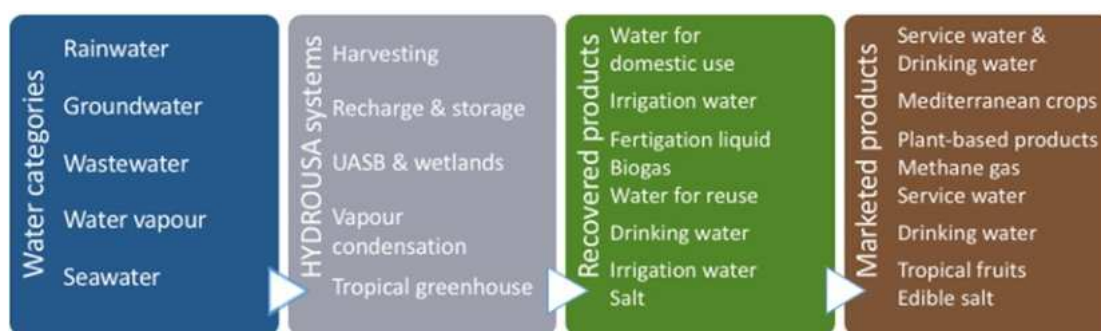 Water categories
Rainwater
Groundwater
Wastewater
Water vapour
Seawater
HYDROUSA systems
Harvesting
Recharge & storage
UASB & wetlands
Vapour
condensation
Tropical greenhouse
Recovered products
Water for
domestic use
Irrigation water
Fertigation liquid
Biogas
Water for reuse
Drinking water
Irrigation water
Salt
Marketed products
Service water &
Drinking water
Mediterranean crops
Plant-based products
Methane gas
Service water
Drinking water
Tropical fruits
Edible salt